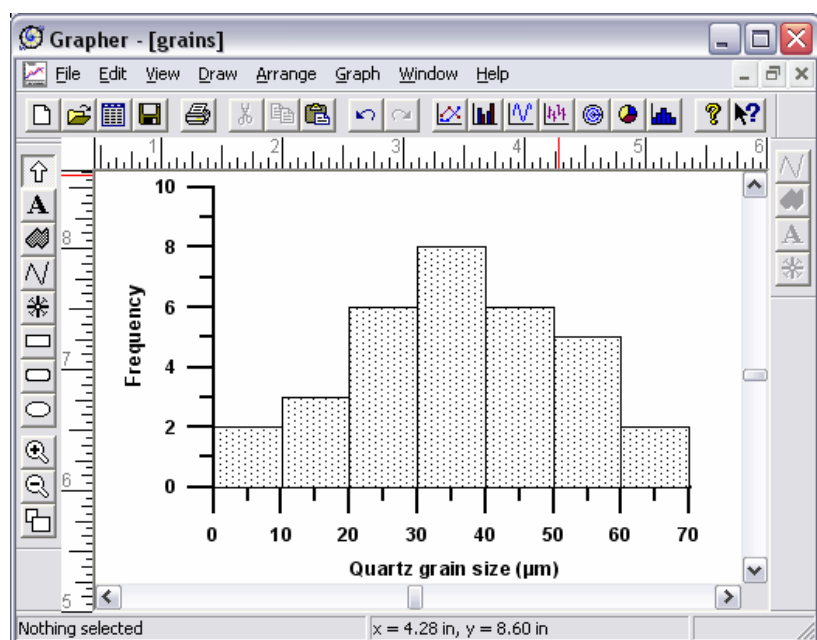 Grapher - [grains]
File Edit View Draw Arrange Graph Window Help
A
1 2 3 4 5 6
8
7
6
5
A
10
8
6
4
2
0
Frequency
0 10 20 30 40 50 60 70
Quartz grain size (µm)
Nothing selected x = 4.28 in, y = 8.60 in